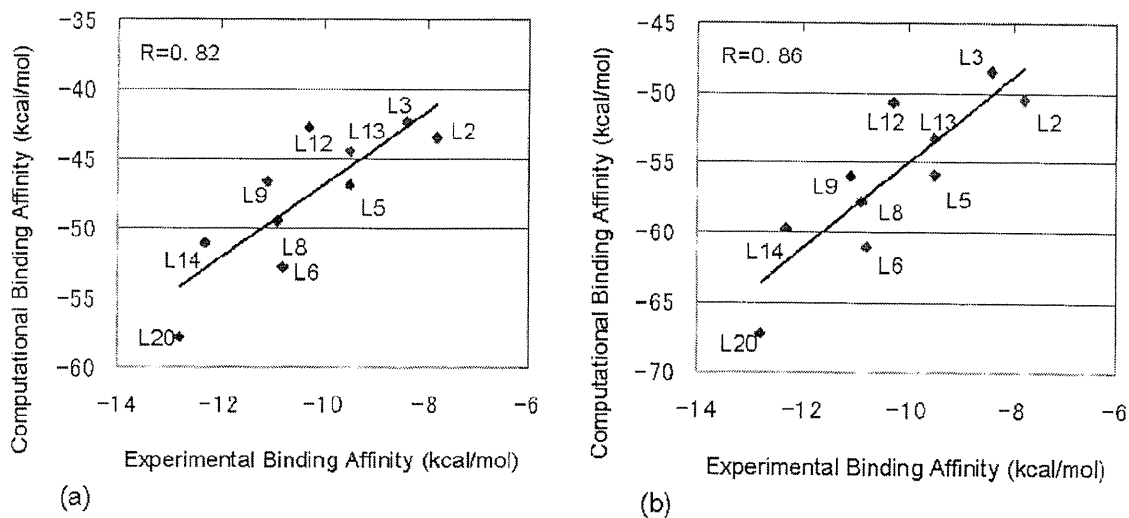 Computational Binding Affinity (kcal/mol)
-35
-40
-45
-50
-55
-60
R=0. 82
L3
L12
L13
L2
L9
L5
L8
L14
L6
L20
-14
-12
-10
-8
-6
Experimental Binding Affinity (kcal/mol)
(a)
Computational Binding Affinity (kcal/mol)
-45
-50
-55
-60
-65
-70
R=0. 86
L3
L12
L13
L2
L9
L5
L8
L14
L6
L20
-14
-12
-10
-8
-6
Experimental Binding Affinity (kcal/mol)
(b)